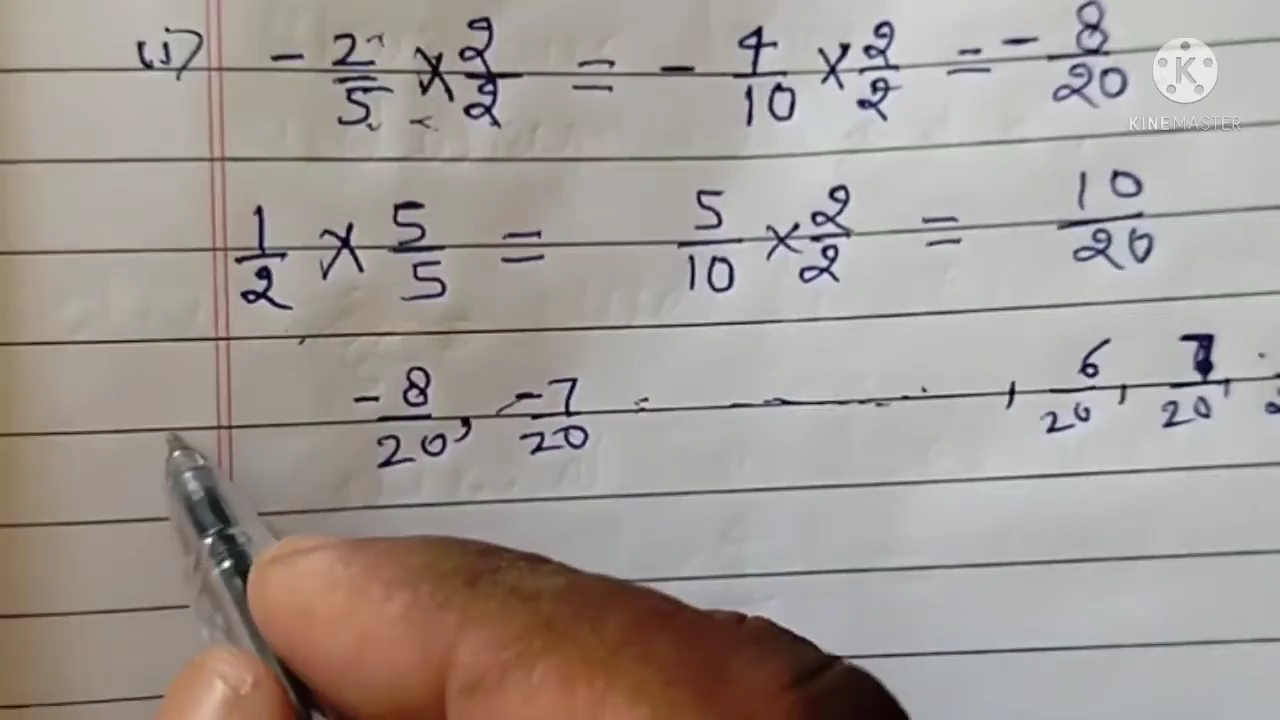 (i) - 2/5 × 2/2 = - 4/10 × 2/2 = - 8/20
KINEMASTER
1/2 × 5/5 = 5/10 × 2/2 = 10/20
- 8/20, - 7/20 - - - - - , 6/20, 7/20,